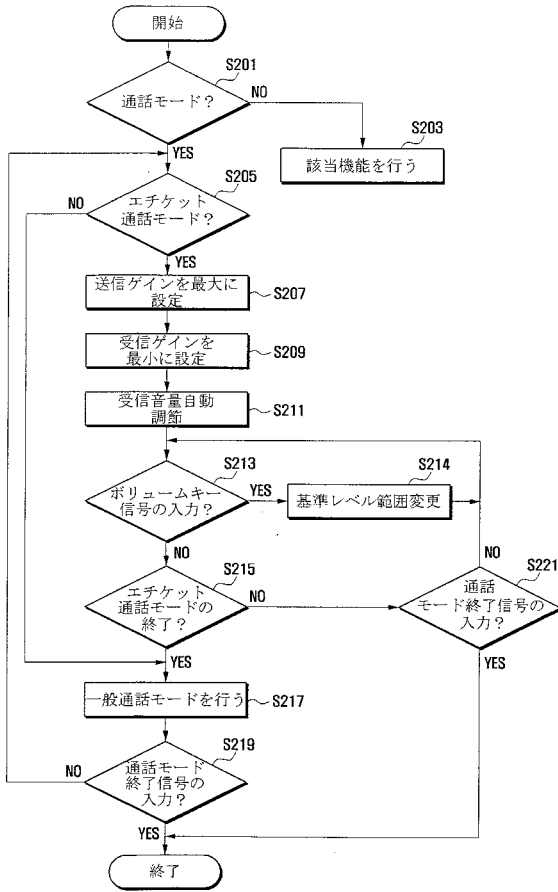 開始
S201
通話モード？
NO
YES
S203
該当機能を行う
S205
NO
エチケット
通話モード？
YES
送信ゲインを最大に
設定
S207
受信ゲインを
最小に設定
S209
受信音量自動
調節
S211
S213
ボリュームキー
信号の入力？
YES
S214
基準レベル範囲変更
NO
NO
S215
エチケット
通話モードの
終了？
NO
S221
通話
モード終了信号の
入力？
YES
YES
一般通話モードを行う
S217
S219
NO
通話モード
終了信号の
入力？
YES
終了